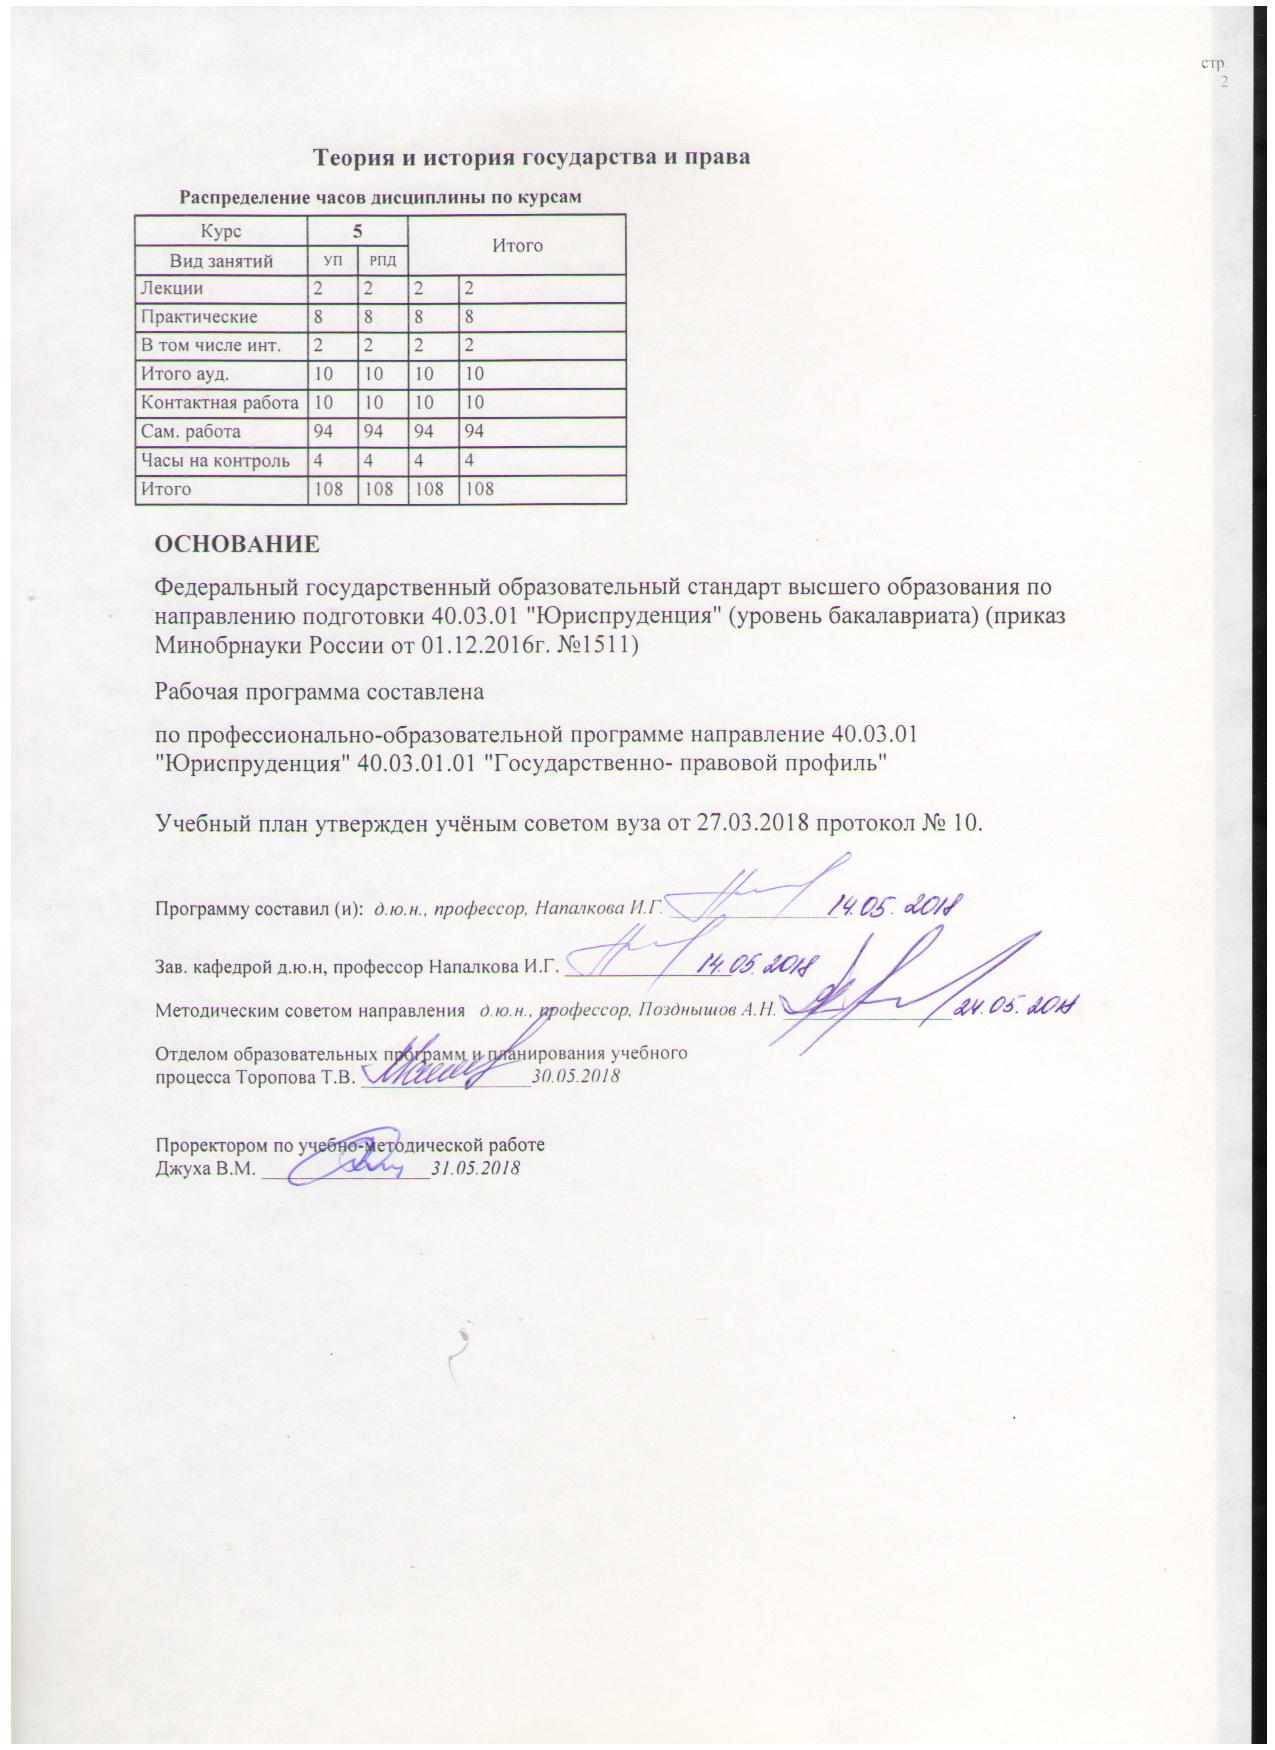 стр.
2
Теория и история государства и права
Распределение часов дисциплины по курсам
Курс 5 Итого
Вид занятий УП РПД
Лекции 2 2 2 2
Практические 8 8 8 8
В том числе инт. 2 2 2 2
Итого ауд. 10 10 10 10
Контактная работа 10 10 10 10
Сам. работа 94 94 94 94
Часы на контроль 4 4 4 4
Итого 108 108 108 108
ОСНОВАНИЕ
Федеральный государственный образовательный стандарт высшего образования по
направлению подготовки 40.03.01 "Юриспруденция" (уровень бакалавриата) (приказ
Минобрнауки России от 01.12.2016г. №1511)
Рабочая программа составлена
по профессионально-образовательной программе направление 40.03.01
"Юриспруденция" 40.03.01.01 "Государственно- правовой профиль"
Учебный план утвержден учёным советом вуза от 27.03.2018 протокол № 10.
Программу составил (и): д.ю.н., профессор, Напалкова И.Г. 14.05. 2018
Зав. кафедрой д.ю.н, профессор Напалкова И.Г. 14.05.2018
Методическим советом направления д.ю.н., профессор, Позднышов А.Н. 24.05.2018
Отделом образовательных программ и планирования учебного
процесса Торопова Т.В. 30.05.2018
Проректором по учебно-методической работе
Джуха В.М. 31.05.2018